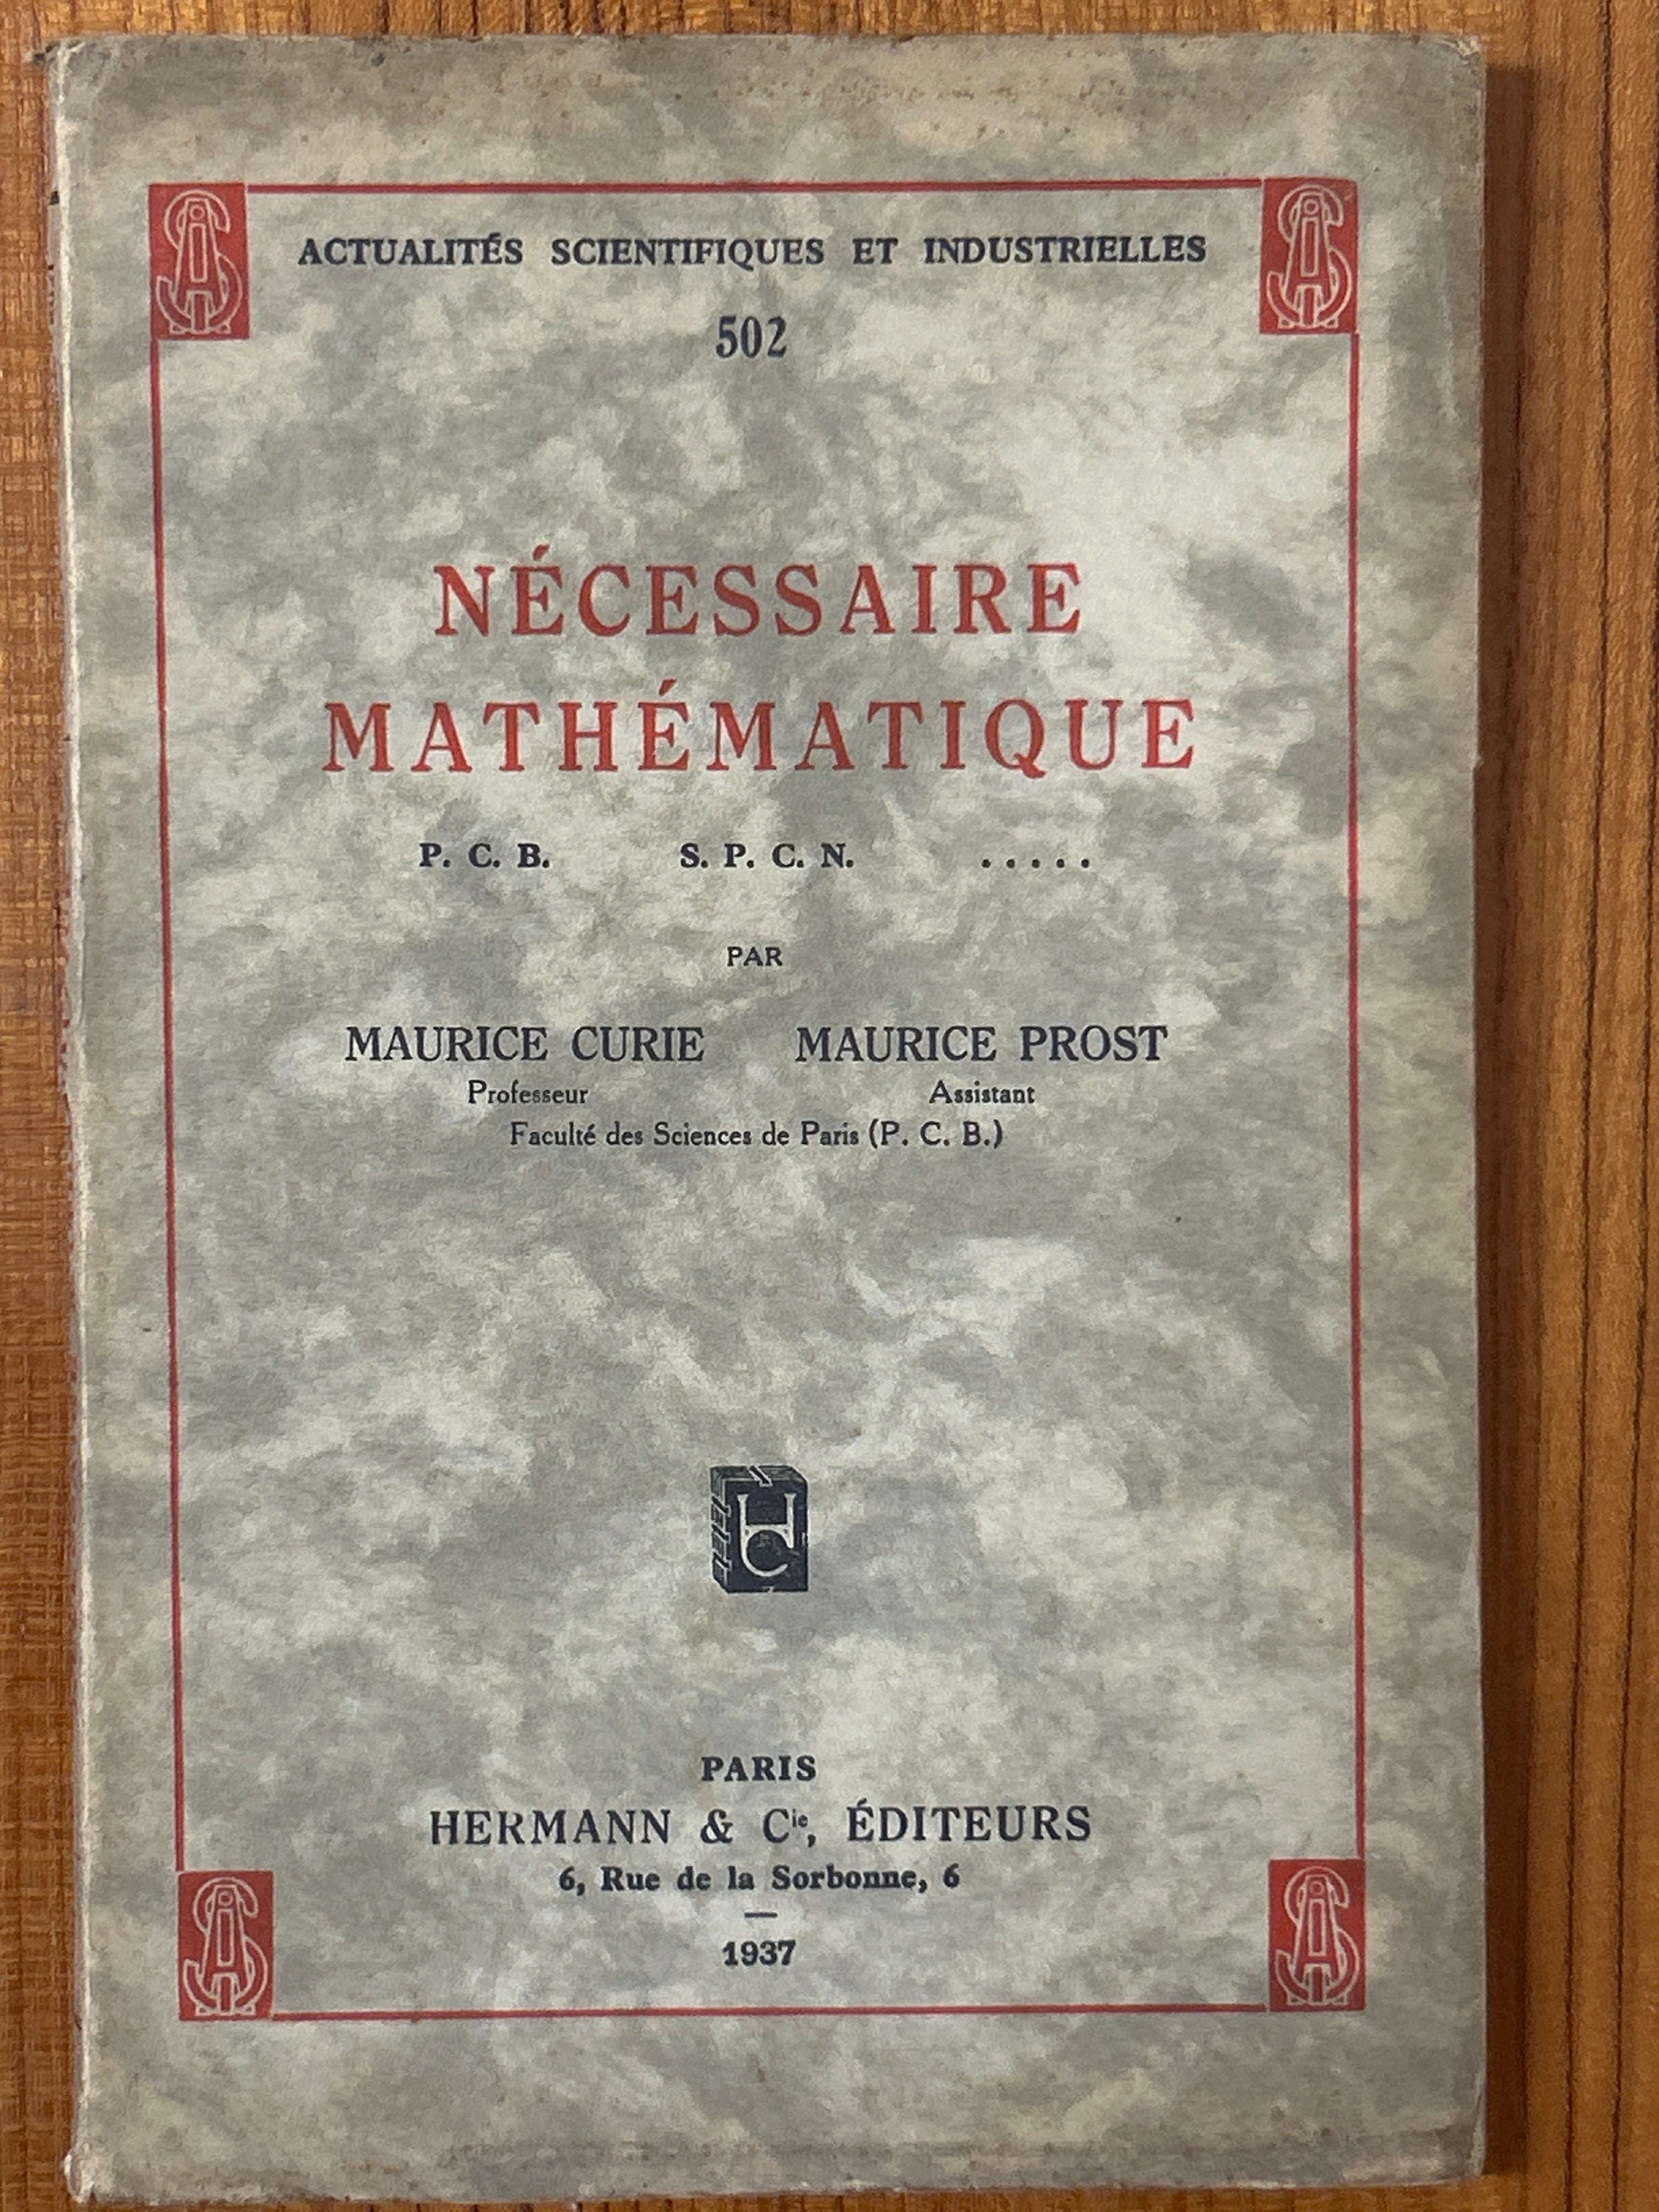 ACTUALITÉS SCIENTIFIQUES ET INDUSTRIELLES
502
NÉCESSAIRE
MATHÉMATIQUE
P. C. B. S. P. C. N. .....
PAR
MAURICE CURIE MAURICE PROST
Professeur Assistant
Faculté des Sciences de Paris (P. C. B.)
HC
PARIS
HERMANN & Cie, ÉDITEURS
6, Rue de la Sorbonne, 6
—
1937